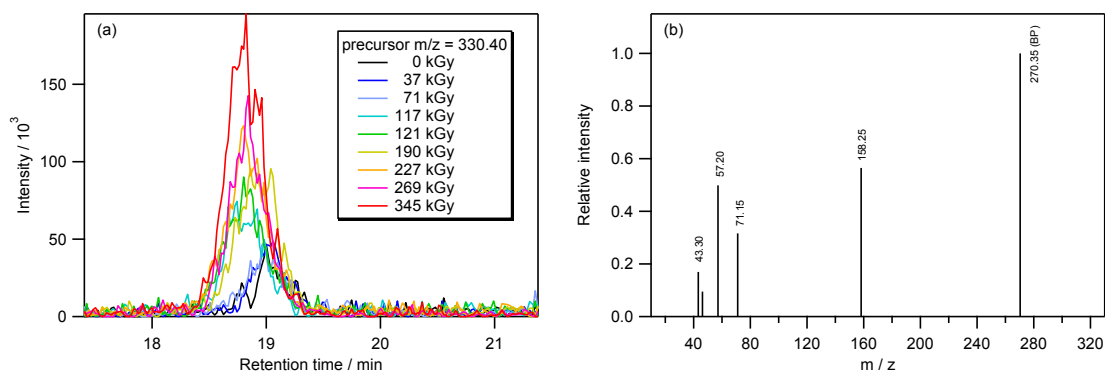 (a)
precursor m/z = 330.40
0 kGy
37 kGy
71 kGy
117 kGy
121 kGy
190 kGy
227 kGy
269 kGy
345 kGy
150
100
50
0
Intensity / 10³
18
19
20
21
Retention time / min
(b)
1.0
0.8
0.6
0.4
0.2
0.0
Relative intensity
43.30
57.20
71.15
158.25
270.35 (BP)
40
80
120
160
200
240
280
320
m / z